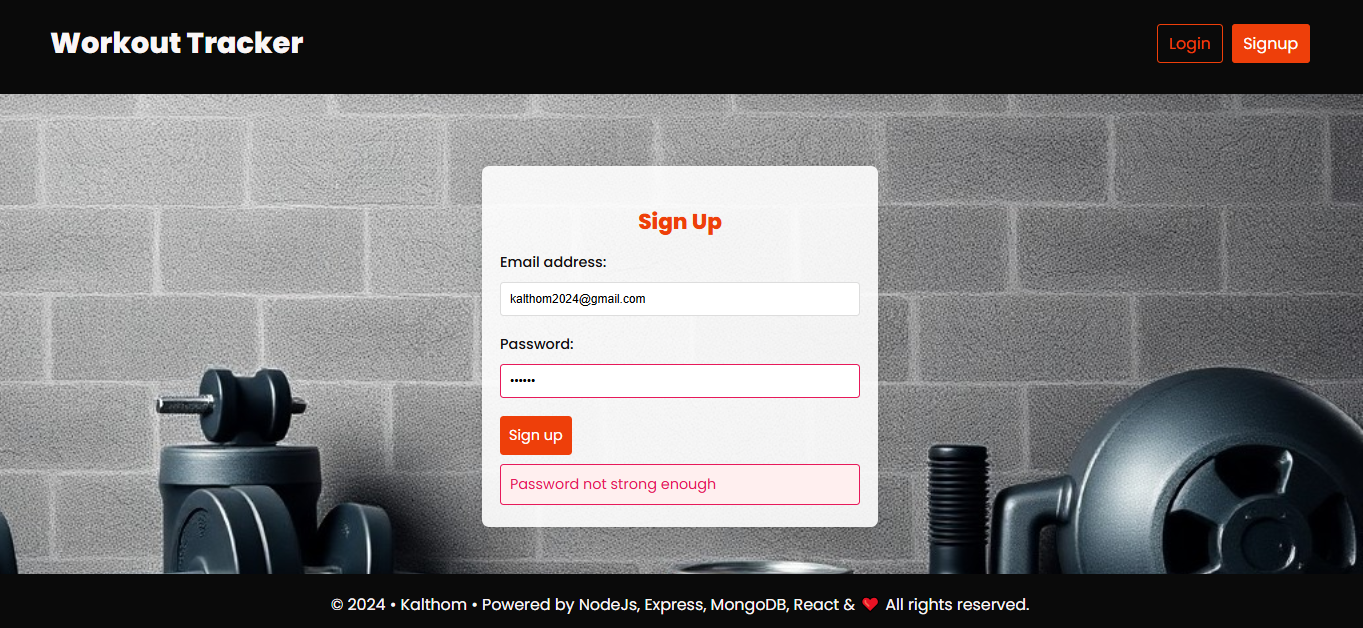 Workout Tracker
Login
Signup
Sign Up
Email address:
kalthom2024@gmail.com
Password:
••••••
Sign up
Password not strong enough
© 2024 • Kalthom • Powered by NodeJs, Express, MongoDB, React & ❤️ All rights reserved.